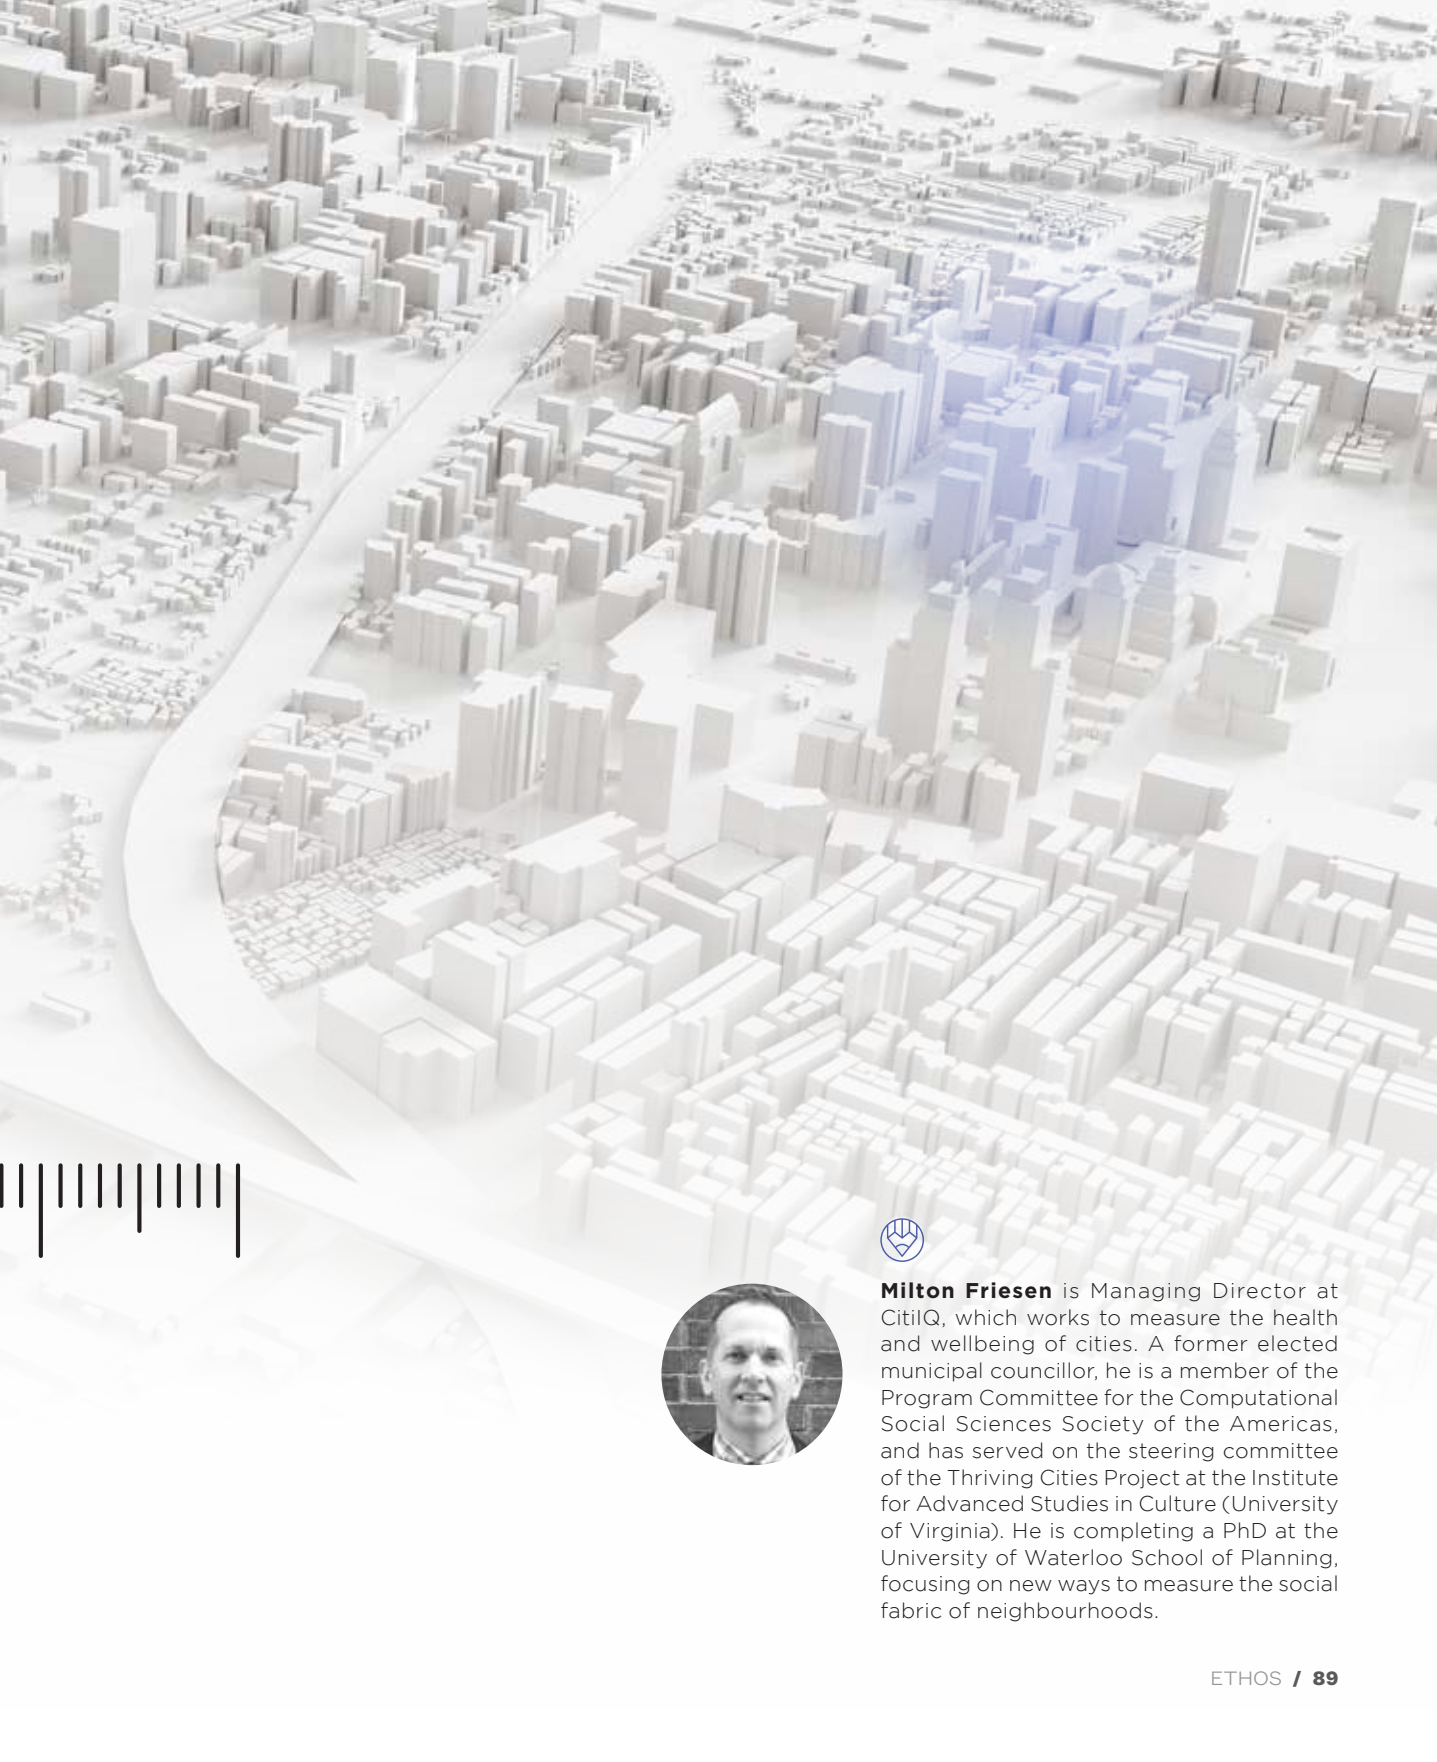 Milton Friesen is Managing Director at
CitiIQ, which works to measure the health
and wellbeing of cities. A former elected
municipal councillor, he is a member of the
Program Committee for the Computational
Social Sciences Society of the Americas,
and has served on the steering committee
of the Thriving Cities Project at the Institute
for Advanced Studies in Culture (University
of Virginia). He is completing a PhD at the
University of Waterloo School of Planning,
focusing on new ways to measure the social
fabric of neighbourhoods.
ETHOS / 89